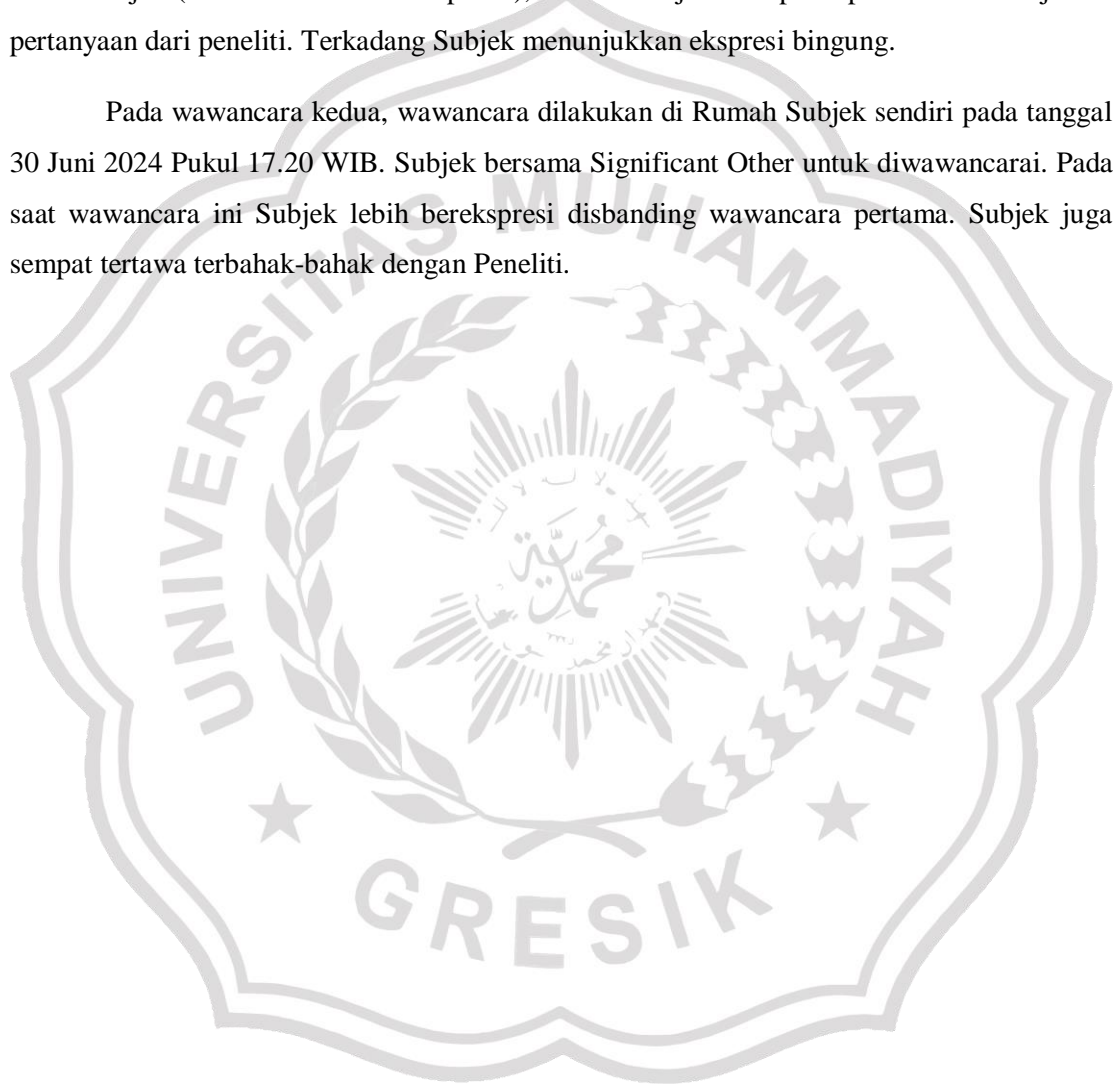 pertanyaan dari peneliti. Terkadang Subjek menunjukkan ekspresi bingung.
Pada wawancara kedua, wawancara dilakukan di Rumah Subjek sendiri pada tanggal
30 Juni 2024 Pukul 17.20 WIB. Subjek bersama Significant Other untuk diwawancarai. Pada
saat wawancara ini Subjek lebih berekspresi disbanding wawancara pertama. Subjek juga
sempat tertawa terbahak-bahak dengan Peneliti.
UNIVERSITAS MUHAMMADIYAH
محمدية
GRESIK